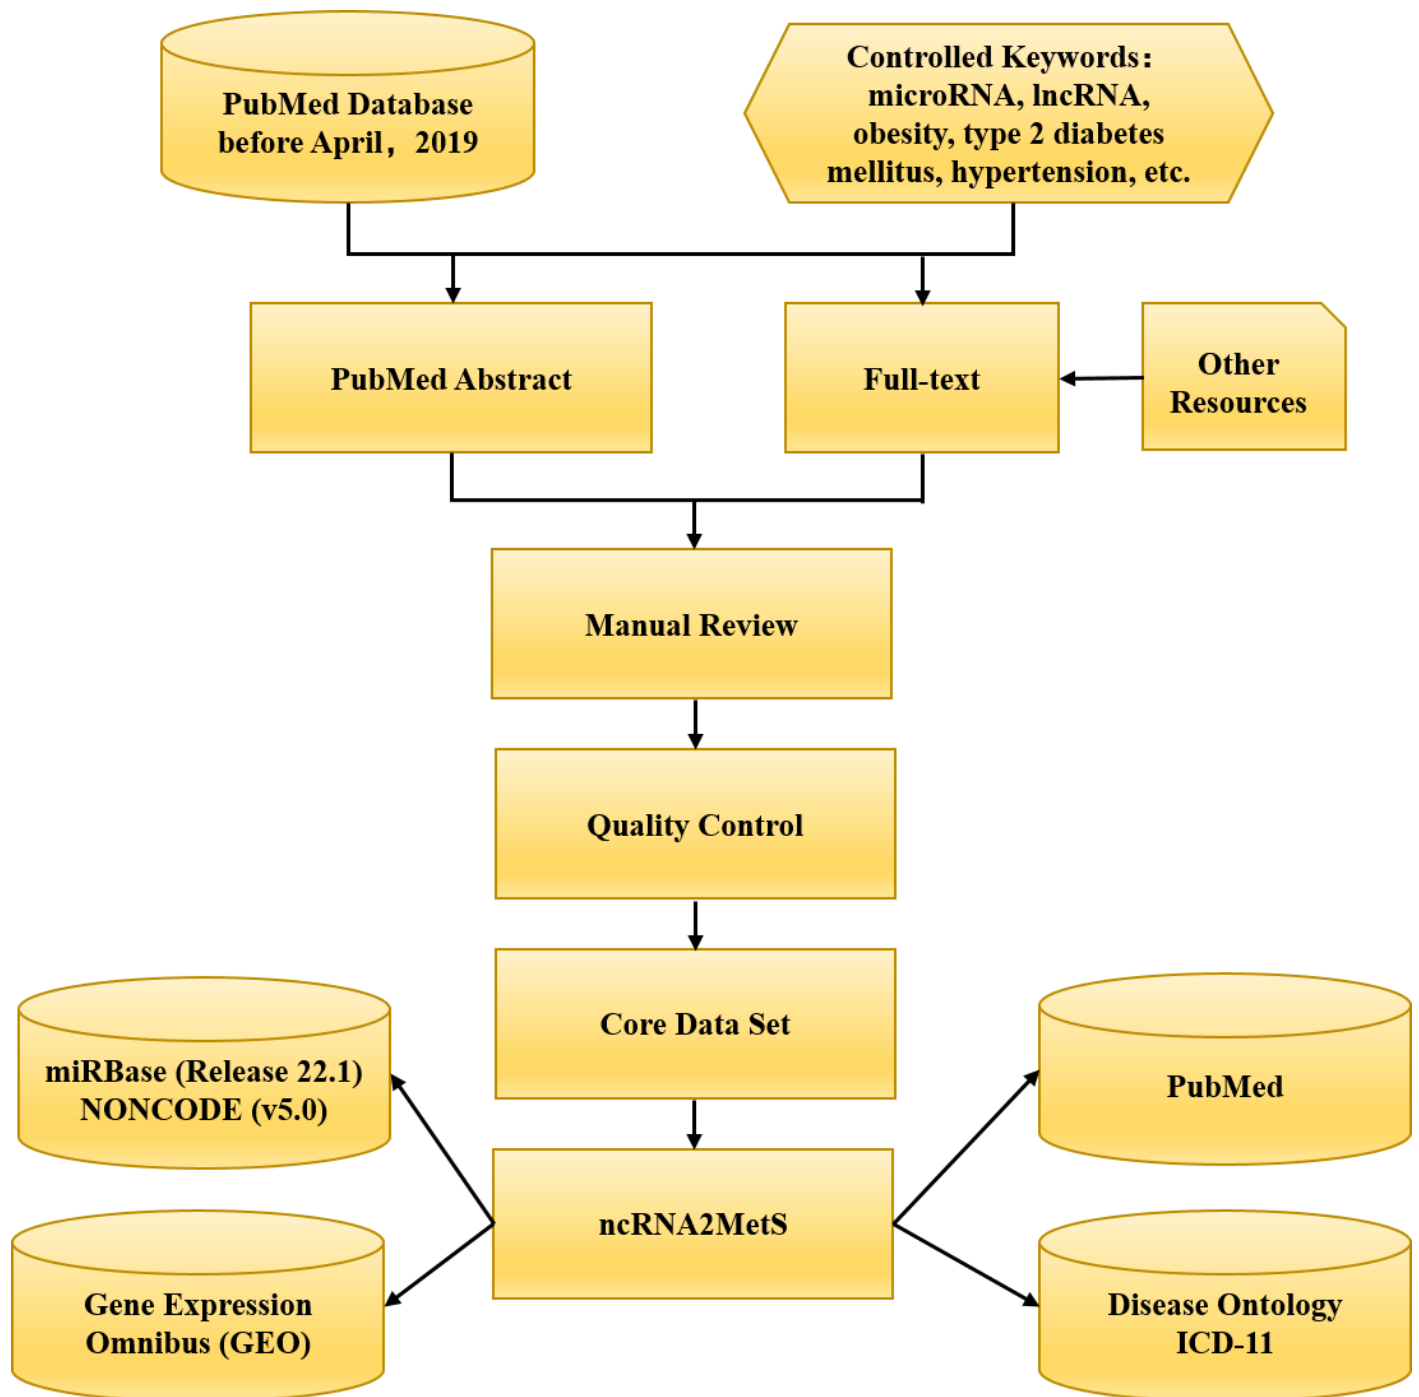 PubMed Database
before April，2019
Controlled Keywords：
microRNA, lncRNA,
obesity, type 2 diabetes
mellitus, hypertension, etc.
PubMed Abstract
Full-text
Other
Resources
Manual Review
Quality Control
Core Data Set
miRBase (Release 22.1)
NONCODE (v5.0)
PubMed
ncRNA2MetS
Gene Expression
Omnibus (GEO)
Disease Ontology
ICD-11